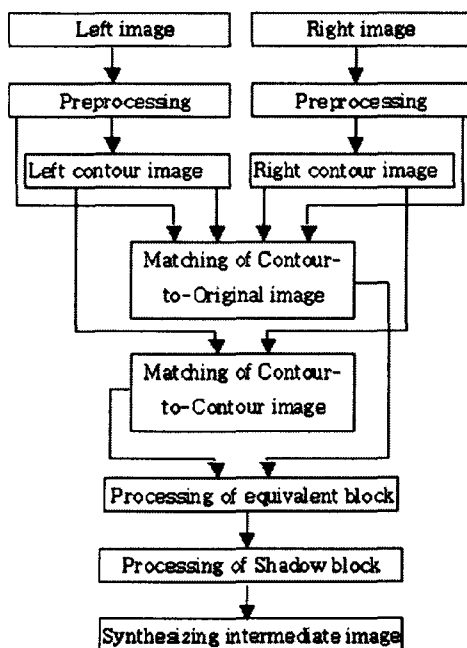 Left image
Right image
Preprocessing
Preprocessing
Left contour image
Right contour image
Matching of Contour-
to-Original image
Matching of Contour-
to-Contour image
Processing of equivalent block
Processing of Shadow block
Synthesizing intermediate image